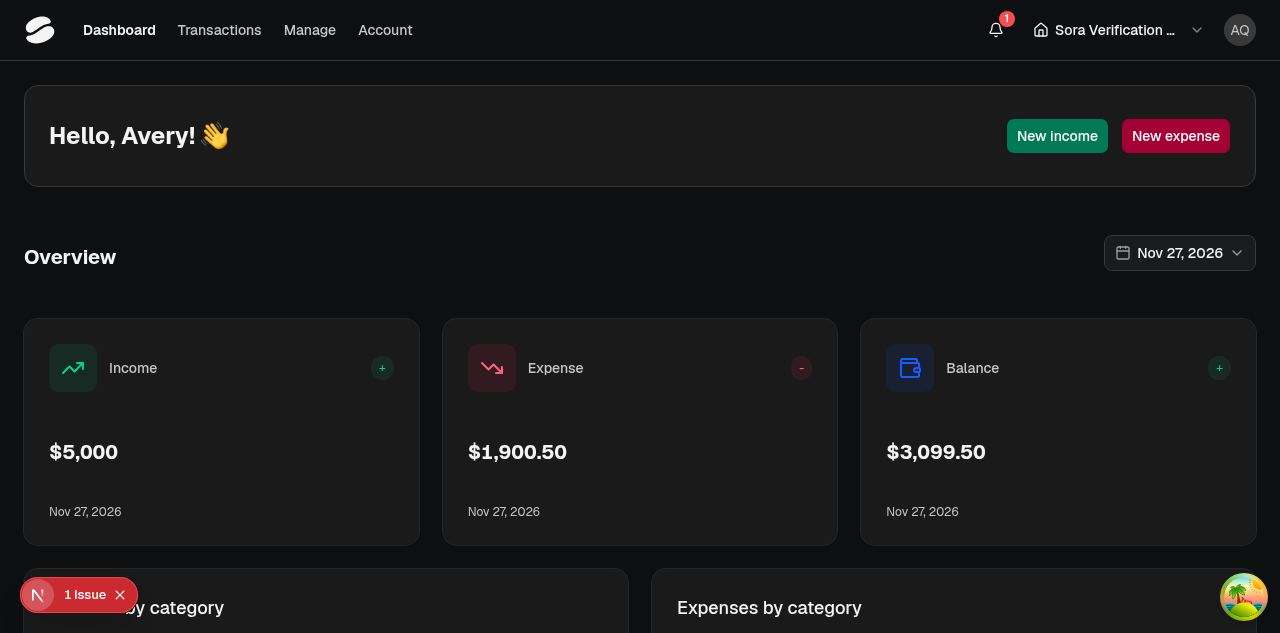 Dashboard Transactions Manage Account 1 Sora Verification ... AQ
Hello, Avery! 👋 New income New expense
Overview Nov 27, 2026
Income +
$5,000
Nov 27, 2026
Expense -
$1,900.50
Nov 27, 2026
Balance +
$3,099.50
Nov 27, 2026
by category
Expenses by category
N 1 Issue